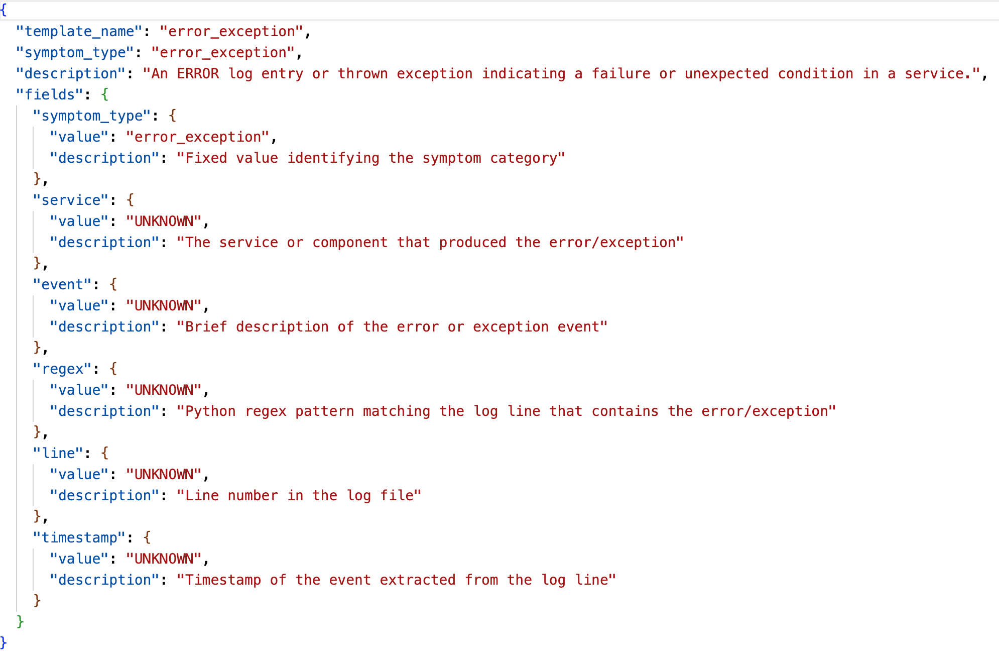 {
  "template_name": "error_exception",
  "symptom_type": "error_exception",
  "description": "An ERROR log entry or thrown exception indicating a failure or unexpected condition in a service.",
  "fields": {
    "symptom_type": {
      "value": "error_exception",
      "description": "Fixed value identifying the symptom category"
    },
    "service": {
      "value": "UNKNOWN",
      "description": "The service or component that produced the error/exception"
    },
    "event": {
      "value": "UNKNOWN",
      "description": "Brief description of the error or exception event"
    },
    "regex": {
      "value": "UNKNOWN",
      "description": "Python regex pattern matching the log line that contains the error/exception"
    },
    "line": {
      "value": "UNKNOWN",
      "description": "Line number in the log file"
    },
    "timestamp": {
      "value": "UNKNOWN",
      "description": "Timestamp of the event extracted from the log line"
    }
  }
}